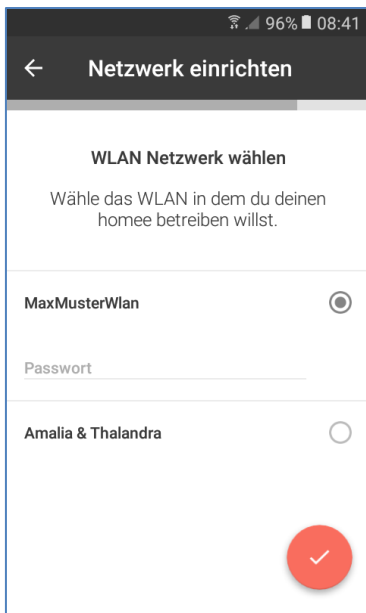 96% 08:41
Netzwerk einrichten
WLAN Netzwerk wählen
Wähle das WLAN in dem du deinen
homee betreiben willst.
MaxMusterWlan
Passwort
Amalia & Thalandra